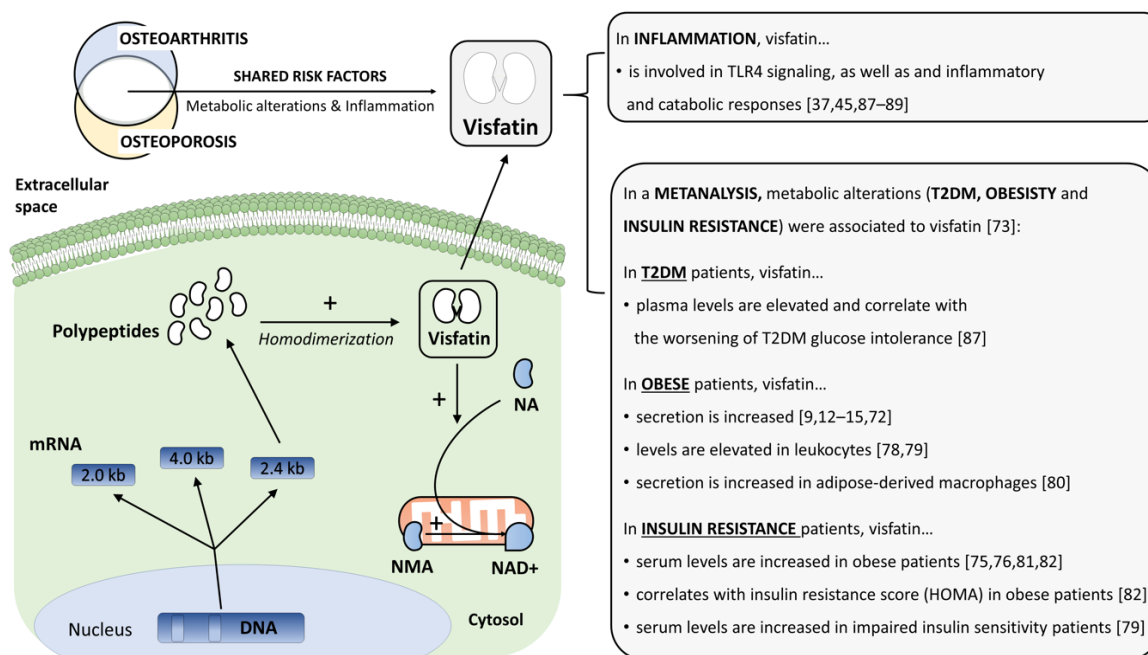 OSTEOARTHRITIS
SHARED RISK FACTORS
Metabolic alterations & Inflammation
OSTEOPOROSIS
Visfatin
Extracellular
space
Polypeptides
+
Homodimerization
Visfatin
+
NA
mRNA
2.0 kb
4.0 kb
2.4 kb
+
NMA
NAD+
Nucleus
DNA
Cytosol
In INFLAMMATION, visfatin...
• is involved in TLR4 signaling, as well as and inflammatory
and catabolic responses [37,45,87–89]
In a METANALYSIS, metabolic alterations (T2DM, OBESISTY and
INSULIN RESISTANCE) were associated to visfatin [73]:
In T2DM patients, visfatin...
• plasma levels are elevated and correlate with
the worsening of T2DM glucose intolerance [87]
In OBESE patients, visfatin...
• secretion is increased [9,12–15,72]
• levels are elevated in leukocytes [78,79]
• secretion is increased in adipose-derived macrophages [80]
In INSULIN RESISTANCE patients, visfatin...
• serum levels are increased in obese patients [75,76,81,82]
• correlates with insulin resistance score (HOMA) in obese patients [82]
• serum levels are increased in impaired insulin sensitivity patients [79]